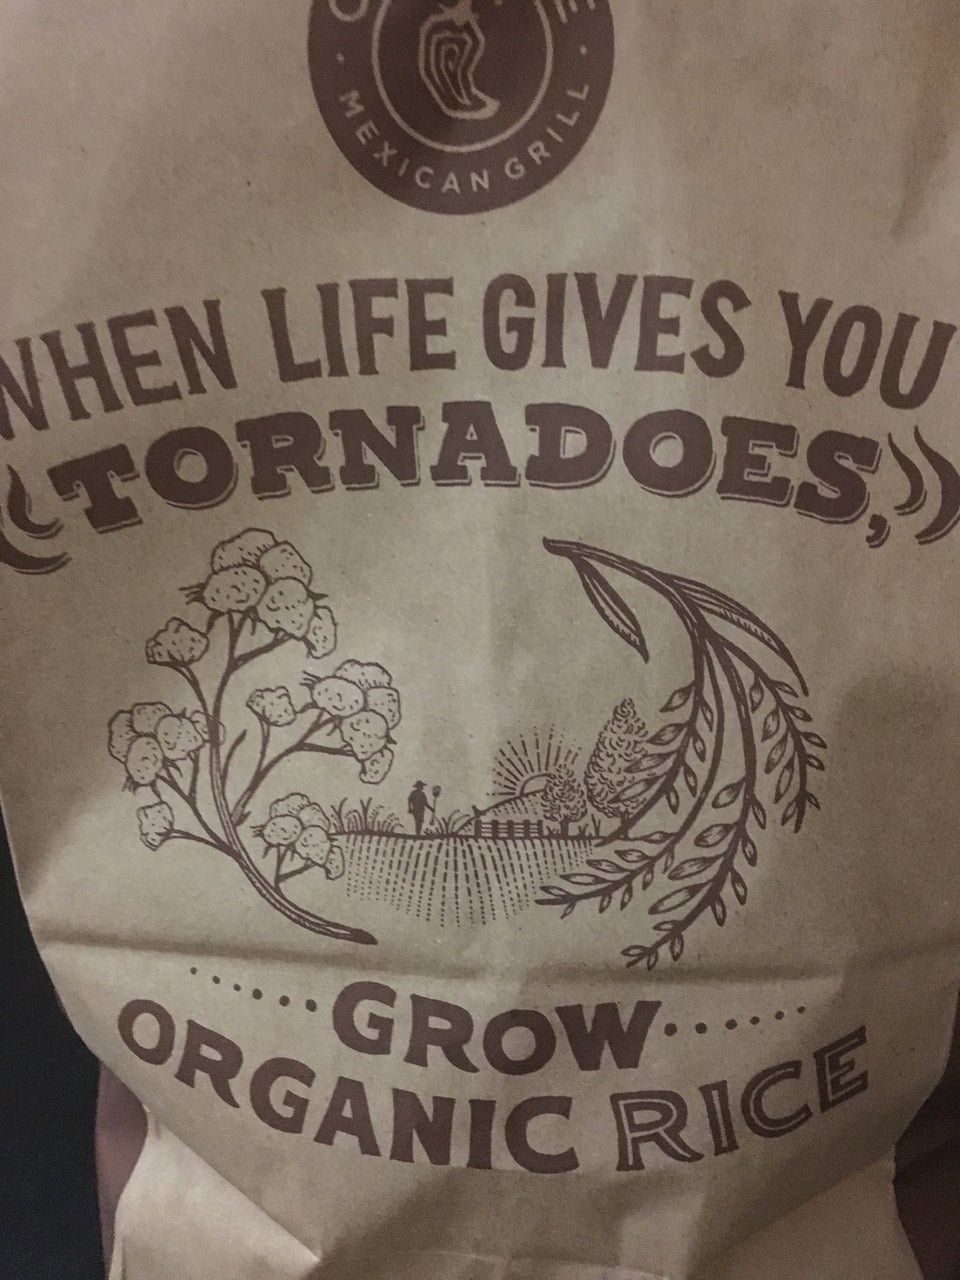 MEXICAN GRILL
WHEN LIFE GIVES YOU
TORNADOES,
GROW
ORGANIC RICE